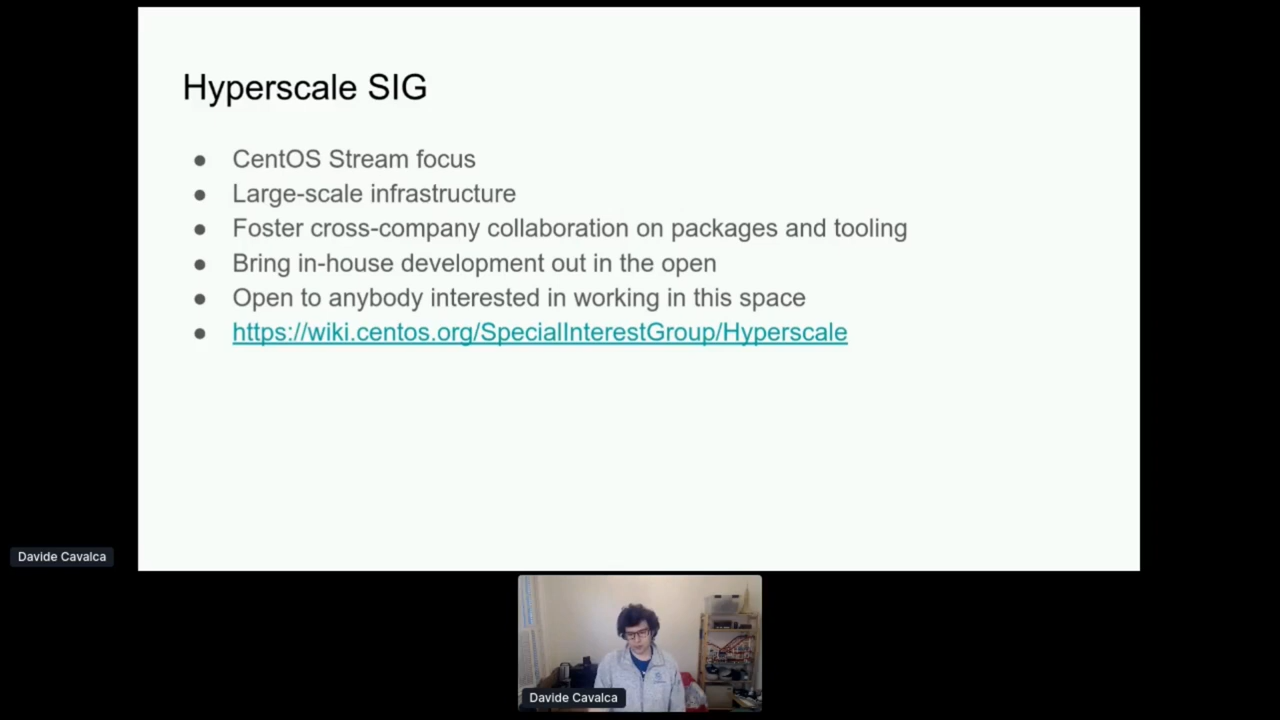 Hyperscale SIG
● CentOS Stream focus
● Large-scale infrastructure
● Foster cross-company collaboration on packages and tooling
● Bring in-house development out in the open
● Open to anybody interested in working in this space
● https://wiki.centos.org/SpecialInterestGroup/Hyperscale
Davide Cavalca
Davide Cavalca